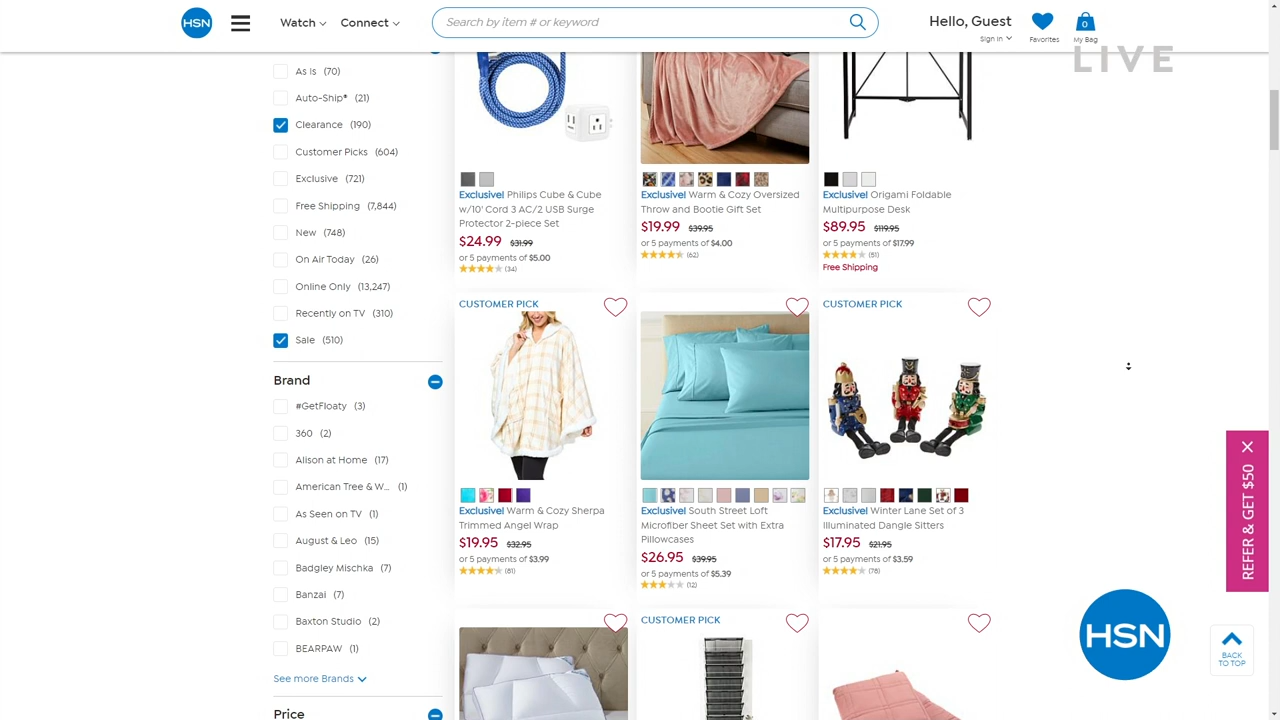 HSN
Watch
Connect
Search by item # or keyword
Hello, Guest
Sign In
Favorites
0
My Bag
LIVE
As Is (70)
Auto-Ship® (21)
Clearance (190)
Customer Picks (604)
Exclusive (721)
Free Shipping (7,844)
New (748)
On Air Today (26)
Online Only (13,247)
Recently on TV (310)
Sale (510)
Brand
#GetFloaty (3)
360 (2)
Alison at Home (17)
American Tree & W... (1)
As Seen on TV (1)
August & Leo (15)
Badgley Mischka (7)
Banzai (7)
Baxton Studio (2)
BEARPAW (1)
See more Brands
Exclusive! Philips Cube & Cube
w/10' Cord 3 AC/2 USB Surge
Protector 2-piece Set
$24.99 $31.99
or 5 payments of $5.00
(34)
Exclusive! Warm & Cozy Oversized
Throw and Bootie Gift Set
$19.99 $39.95
or 5 payments of $4.00
(62)
Exclusive! Origami Foldable
Multipurpose Desk
$89.95 $119.95
or 5 payments of $17.99
(51)
Free Shipping
CUSTOMER PICK
Exclusive! Warm & Cozy Sherpa
Trimmed Angel Wrap
$19.95 $32.95
or 5 payments of $3.99
(81)
Exclusive! South Street Loft
Microfiber Sheet Set with Extra
Pillowcases
$26.95 $39.95
or 5 payments of $5.39
(12)
CUSTOMER PICK
Exclusive! Winter Lane Set of 3
Illuminated Dangle Sitters
$17.95 $21.95
or 5 payments of $3.59
(78)
CUSTOMER PICK
REFER & GET $50
HSN
BACK
TO TOP